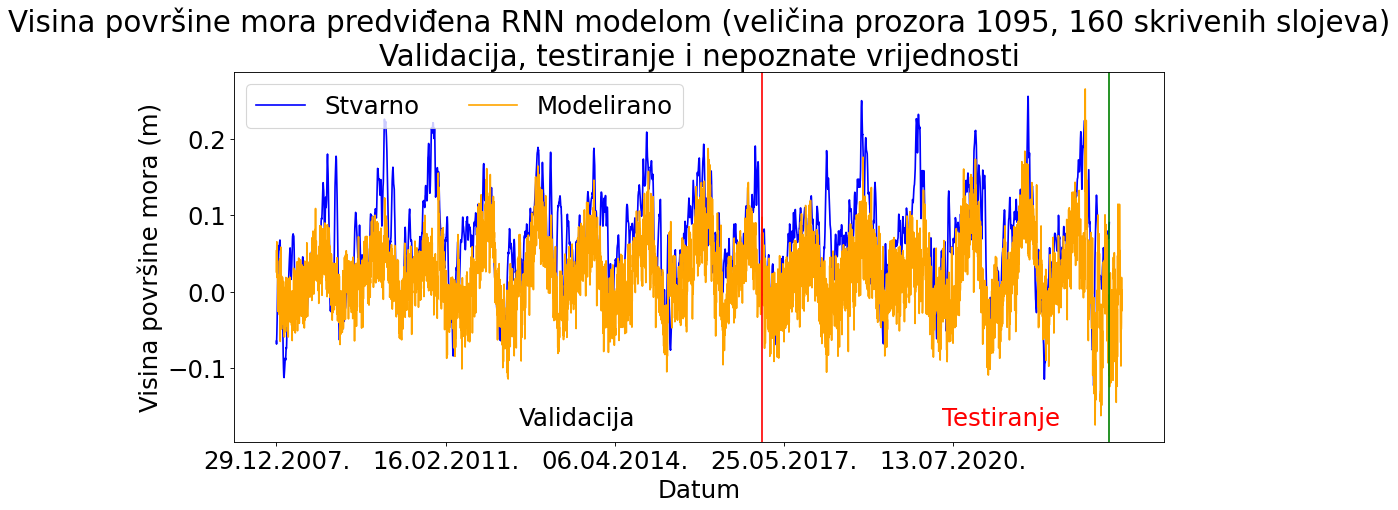 Visina površine mora predviđena RNN modelom (veličina prozora 1095, 160 skrivenih slojeva)
Validacija, testiranje i nepoznate vrijednosti
Stvarno
Modelirano
Visina površine mora (m)
0.2
0.1
0.0
−0.1
Validacija
Testiranje
29.12.2007.
16.02.2011.
06.04.2014.
25.05.2017.
13.07.2020.
Datum